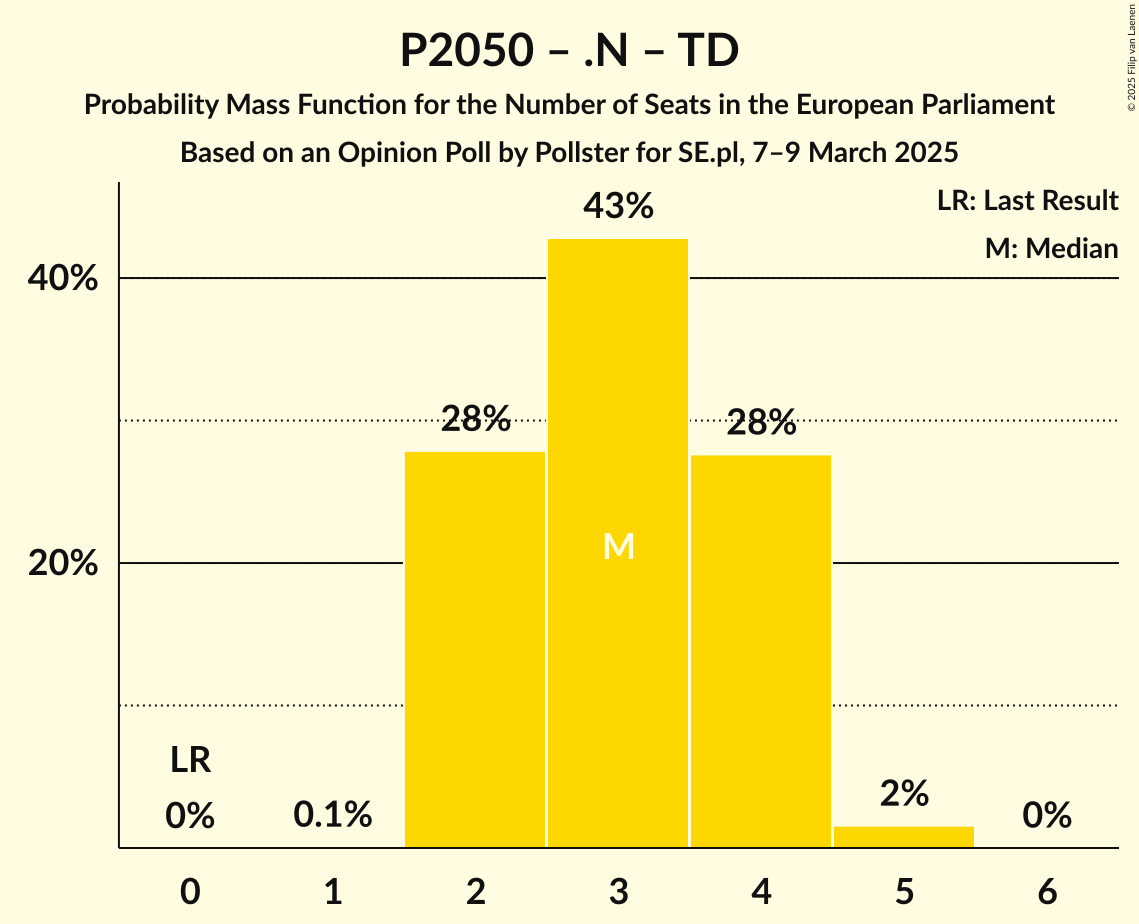 P2050 – .N – TD
Probability Mass Function for the Number of Seats in the European Parliament
Based on an Opinion Poll by Pollster for SE.pl, 7–9 March 2025
© 2025 Filip van Laenen
LR: Last Result
M: Median
43%
40%
28%
28%
M
20%
LR
0%
0.1%
2%
0%
0
1
2
3
4
5
6